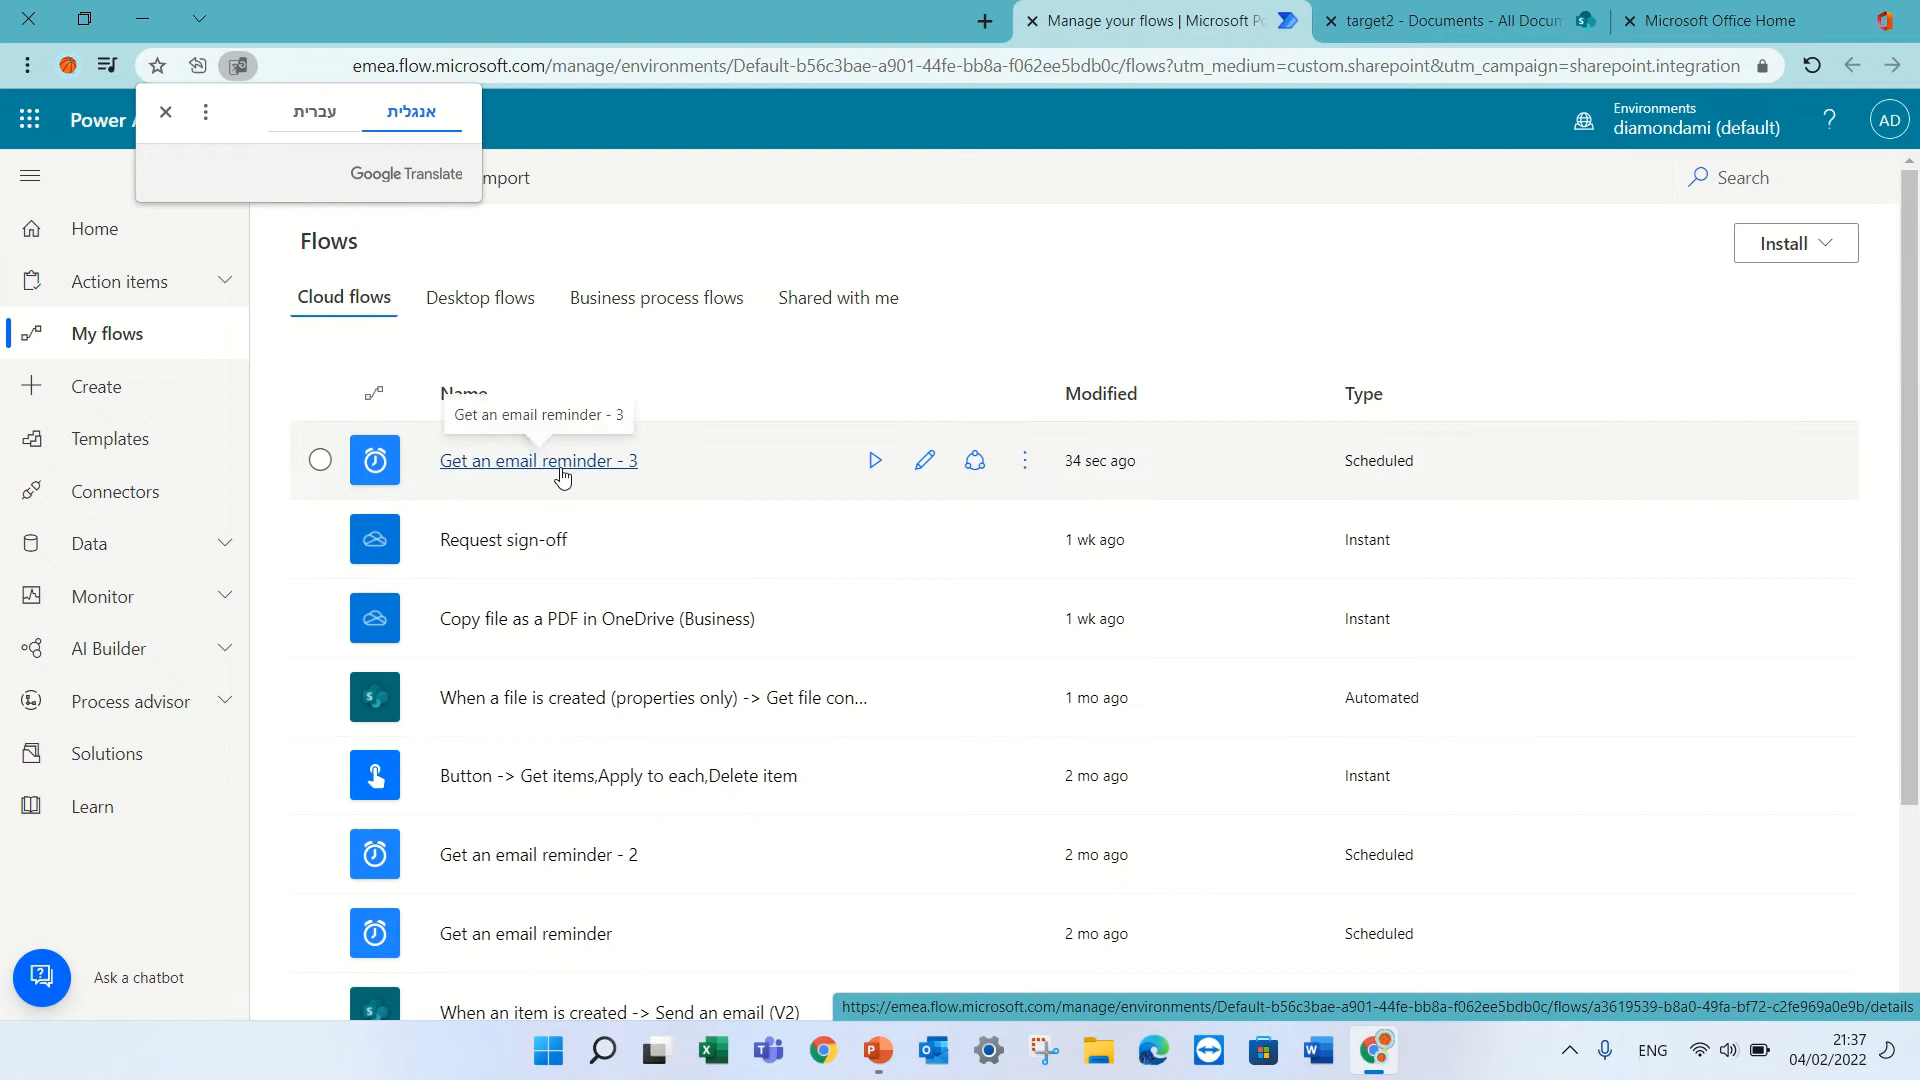 Manage your flows | Microsoft Po
target2 - Documents - All Docum
Microsoft Office Home
emea.flow.microsoft.com/manage/environments/Default-b56c3bae-a901-44fe-bb8a-f062ee5bdb0c/flows?utm_medium=custom.sharepoint&utm_campaign=sharepoint.integration
עברית
אנגלית
Google Translate
Power A
Environments
diamondami (default)
?
AD
mport
Search
Home
Action items
My flows
Create
Templates
Connectors
Data
Monitor
AI Builder
Process advisor
Solutions
Learn
Ask a chatbot
Flows
Install
Cloud flows
Desktop flows
Business process flows
Shared with me
Name
Modified
Type
Get an email reminder - 3
Get an email reminder - 3
34 sec ago
Scheduled
Request sign-off
1 wk ago
Instant
Copy file as a PDF in OneDrive (Business)
1 wk ago
Instant
When a file is created (properties only) -> Get file con...
1 mo ago
Automated
Button -> Get items,Apply to each,Delete item
2 mo ago
Instant
Get an email reminder - 2
2 mo ago
Scheduled
Get an email reminder
2 mo ago
Scheduled
When an item is created -> Send an email (V2)
https://emea.flow.microsoft.com/manage/environments/Default-b56c3bae-a901-44fe-bb8a-f062ee5bdb0c/flows/a3619539-b8a0-49fa-bf72-c2fe969a0e9b/details
ENG
21:37
04/02/2022